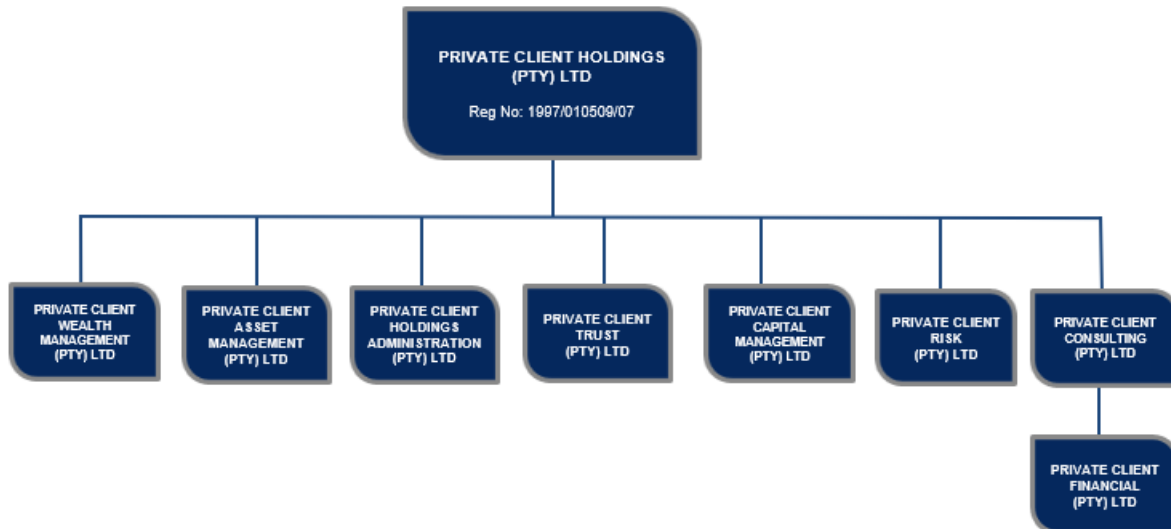 PRIVATE CLIENT HOLDINGS
(PTY) LTD
Reg No: 1997/010509/07
PRIVATE CLIENT
WEALTH
MANAGEMENT
(PTY) LTD
PRIVATE CLIENT
ASSET
MANAGEMENT
(PTY) LTD
PRIVATE CLIENT
HOLDINGS
ADMINISTRATION
(PTY) LTD
PRIVATE CLIENT
TRUST
(PTY) LTD
PRIVATE CLIENT
CAPITAL
MANAGEMENT
(PTY) LTD
PRIVATE CLIENT
RISK
(PTY) LTD
PRIVATE CLIENT
CONSULTING
(PTY) LTD
PRIVATE CLIENT
FINANCIAL
(PTY) LTD